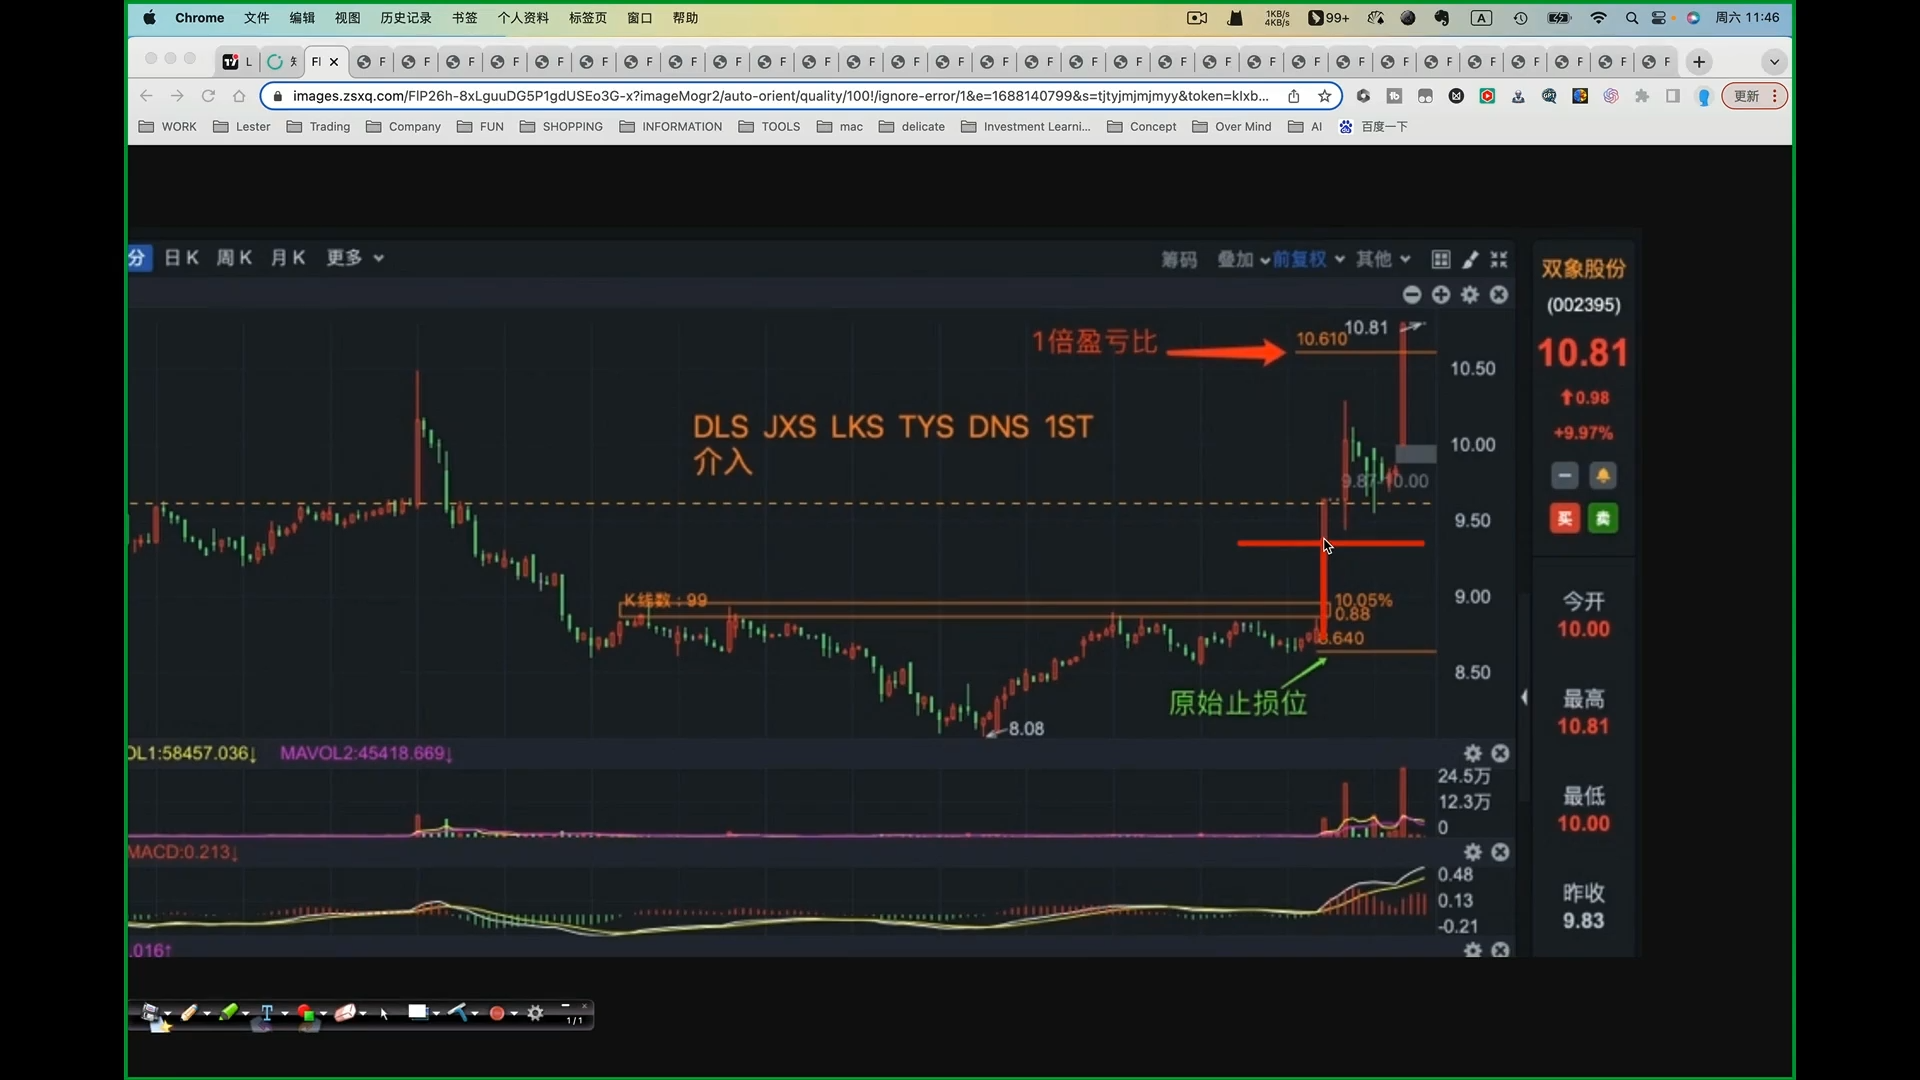 Chrome 文件 编辑 视图 历史记录 书签 个人资料 标签页 窗口 帮助 1KB/s 4KB/s 99+ A 周六 11:46
L 知 Fl F F F F F F F F F F F F F F F F F F F F F F F F F F F F F F
images.zsxq.com/FlP26h-8xLguuDG5P1gdUSEo3G-x?imageMogr2/auto-orient/quality/100!/ignore-error/1&e=1688140799&s=tjtyjmjmjmyy&token=klxb... 更新
WORK Lester Trading Company FUN SHOPPING INFORMATION TOOLS mac delicate Investment Learni... Concept Over Mind AI 百度一下
分 日K 周K 月K 更多 筹码 叠加 前复权 其他
双象股份
(002395)
10.81
↑0.98
+9.97%
买 卖
今开
10.00
最高
10.81
最低
10.00
昨收
9.83
1倍盈亏比
10.610
10.81
10.50
DLS JXS LKS TYS DNS 1ST
介入
10.00
9.87-10.00
9.50
K线数：99
10.05%
0.88
9.00
8.640
8.50
原始止损位
8.08
OL1:58457.036↓ MAVOL2:45418.669↓
24.5万
12.3万
0
MACD:0.213↓
0.48
0.13
-0.21
.016↑
T
1/1